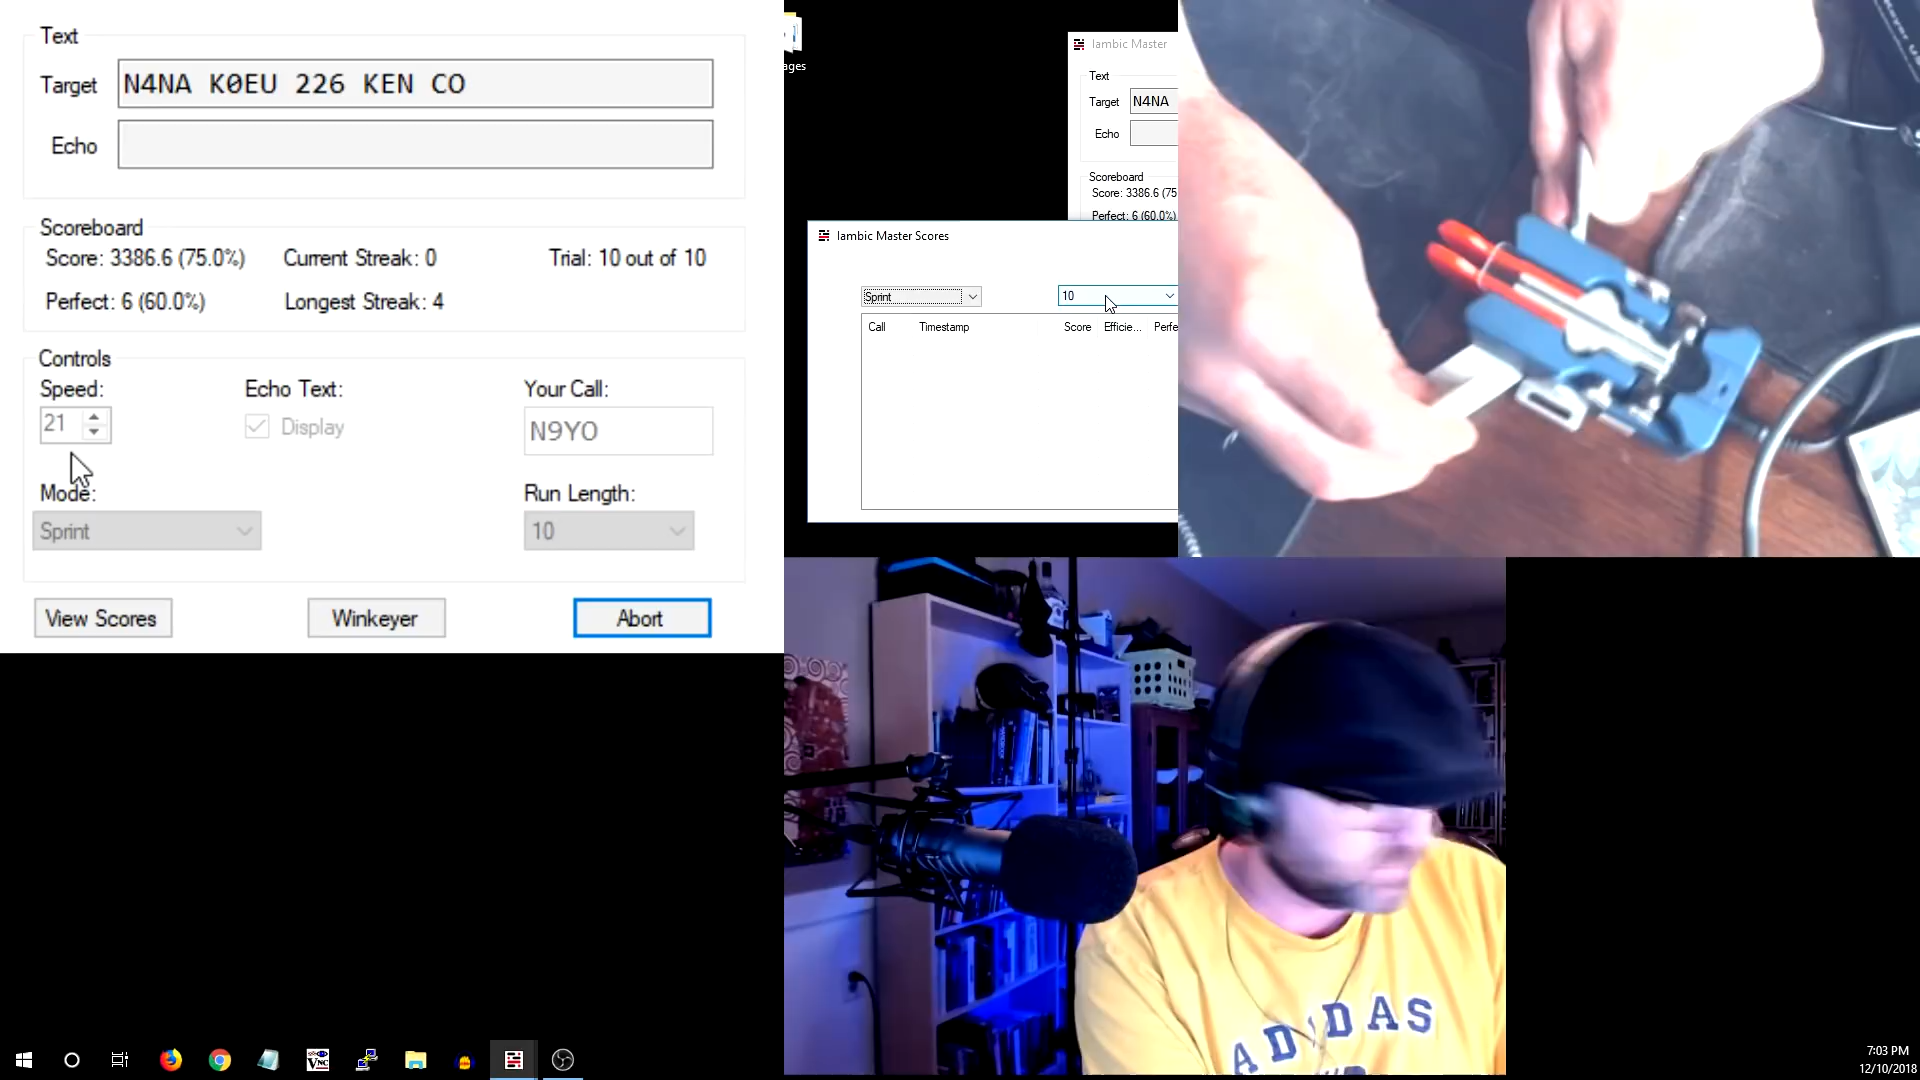 Text
Target N4NA K0EU 226 KEN CO
Echo
Scoreboard
Score: 3386.6 (75.0%) Current Streak: 0 Trial: 10 out of 10
Perfect: 6 (60.0%) Longest Streak: 4
Controls
Speed: Echo Text: Your Call:
21 Display N9YO
Mode: Run Length:
Sprint 10
View Scores Winkeyer Abort
ages
Iambic Master
Text
Target N4NA
Echo
Scoreboard
Score: 3386.6 (75
Perfect: 6 (60.0%)
Iambic Master Scores
Sprint 10
Call Timestamp Score Efficie... Perfe
ADIDAS
VNC
7:03 PM
12/10/2018